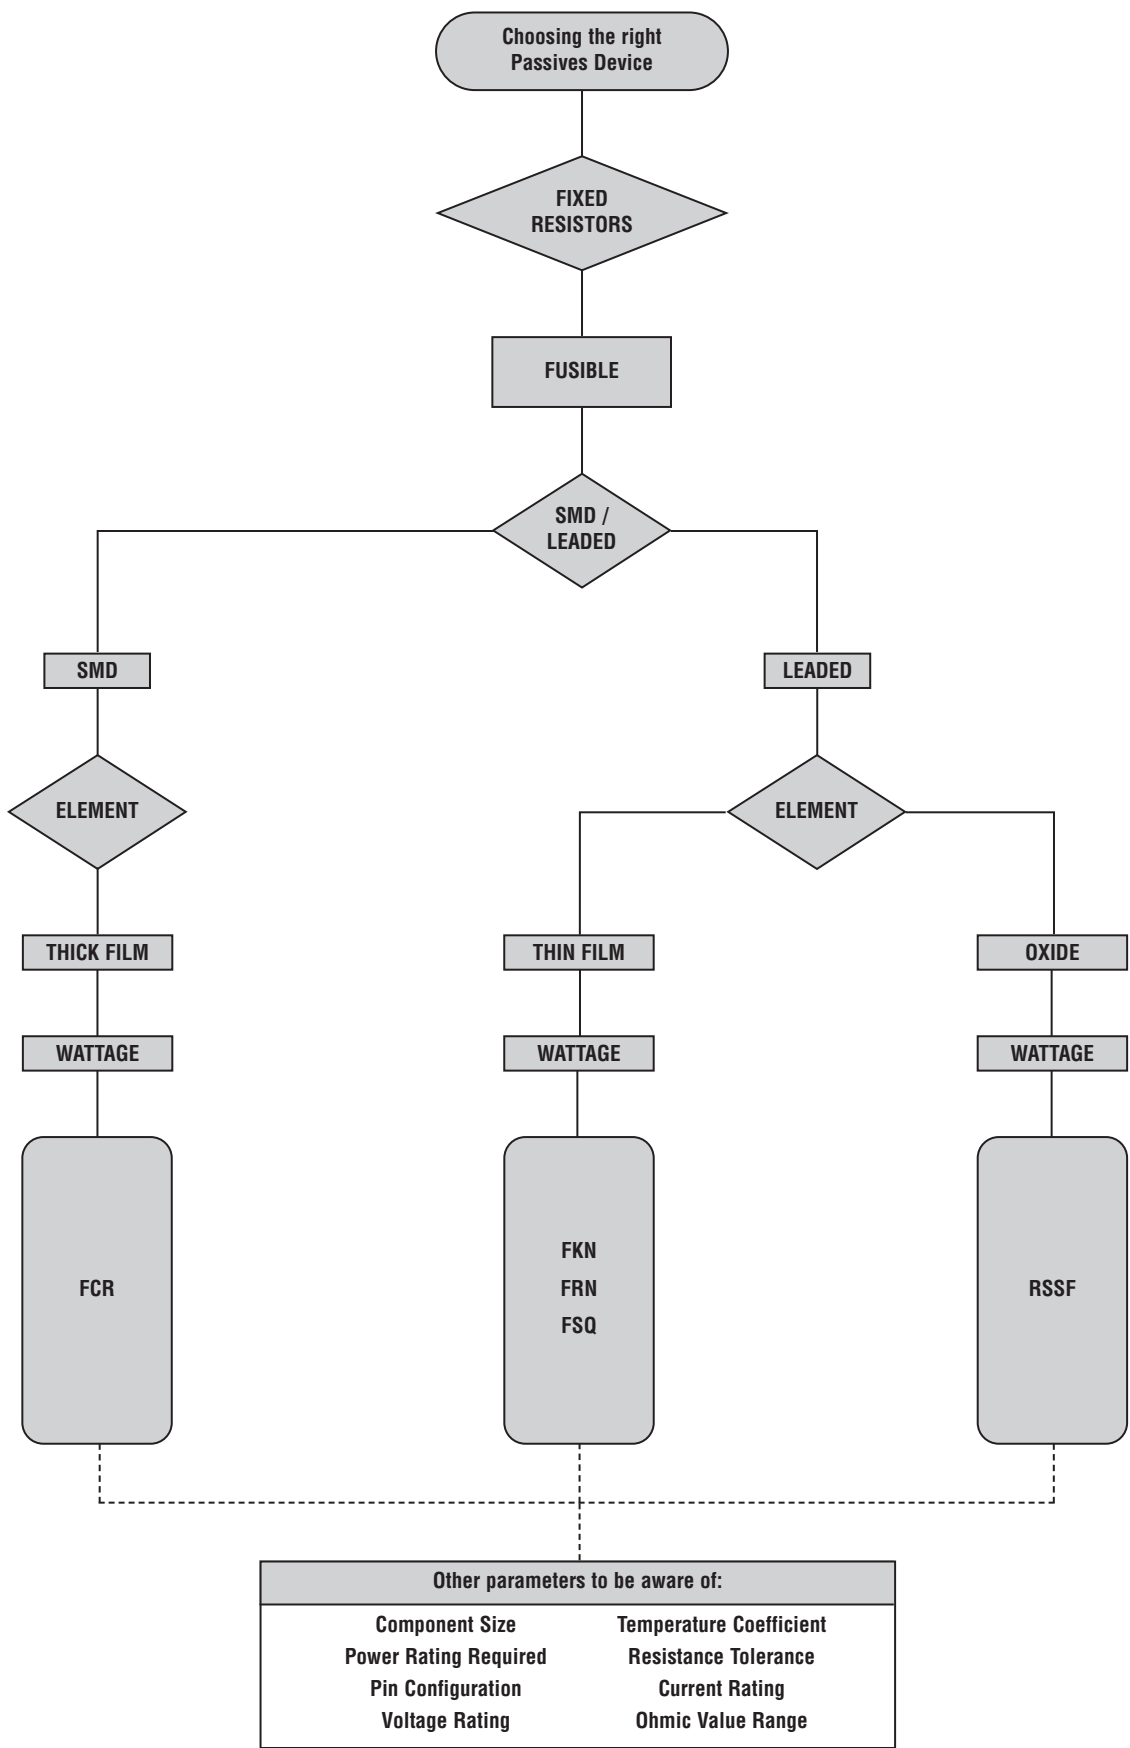 Choosing the right
Passives Device
FIXED
RESISTORS
FUSIBLE
SMD /
LEADED
SMD
LEADED
ELEMENT
ELEMENT
THICK FILM
THIN FILM
OXIDE
WATTAGE
WATTAGE
WATTAGE
FCR
FKN
FRN
FSQ
RSSF
Other parameters to be aware of:
Component Size
Temperature Coefficient
Power Rating Required
Resistance Tolerance
Pin Configuration
Current Rating
Voltage Rating
Ohmic Value Range